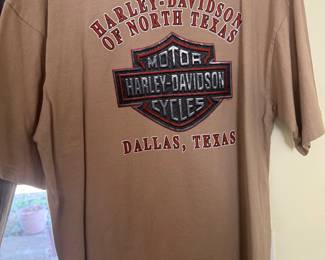 HARLEY-DAVIDSON
OF NORTH TEXAS
MOTOR
HARLEY-DAVIDSON
CYCLES
DALLAS, TEXAS